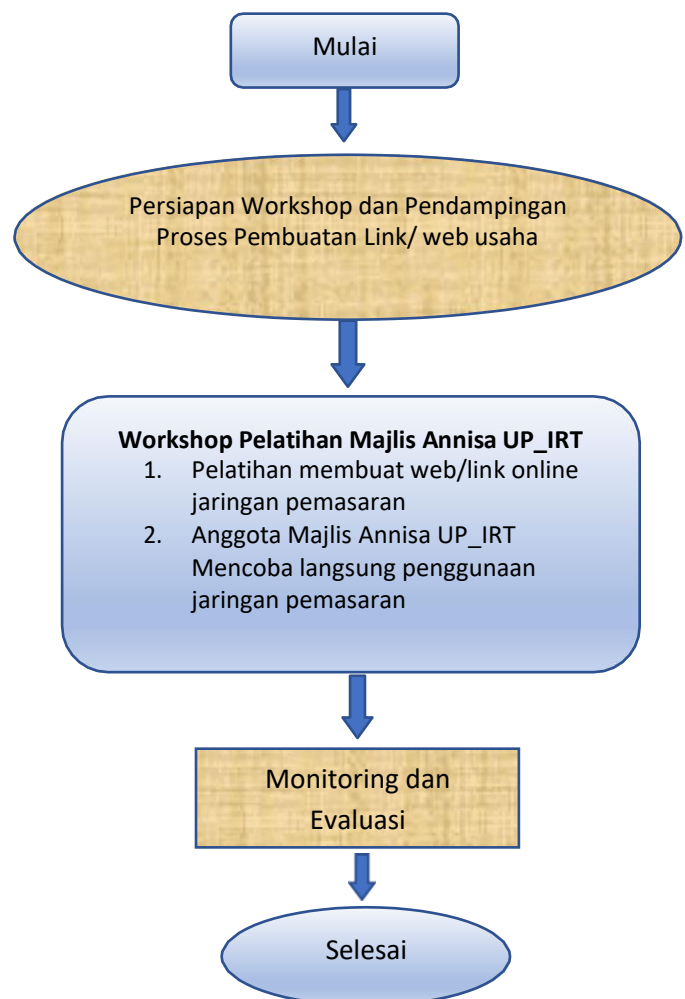 Mulai
Persiapan Workshop dan Pendampingan
Proses Pembuatan Link/ web usaha
Workshop Pelatihan Majlis Annisa UP_IRT
1. Pelatihan membuat web/link online
jaringan pemasaran
2. Anggota Majlis Annisa UP_IRT
Mencoba langsung penggunaan
jaringan pemasaran
Monitoring dan
Evaluasi
Selesai